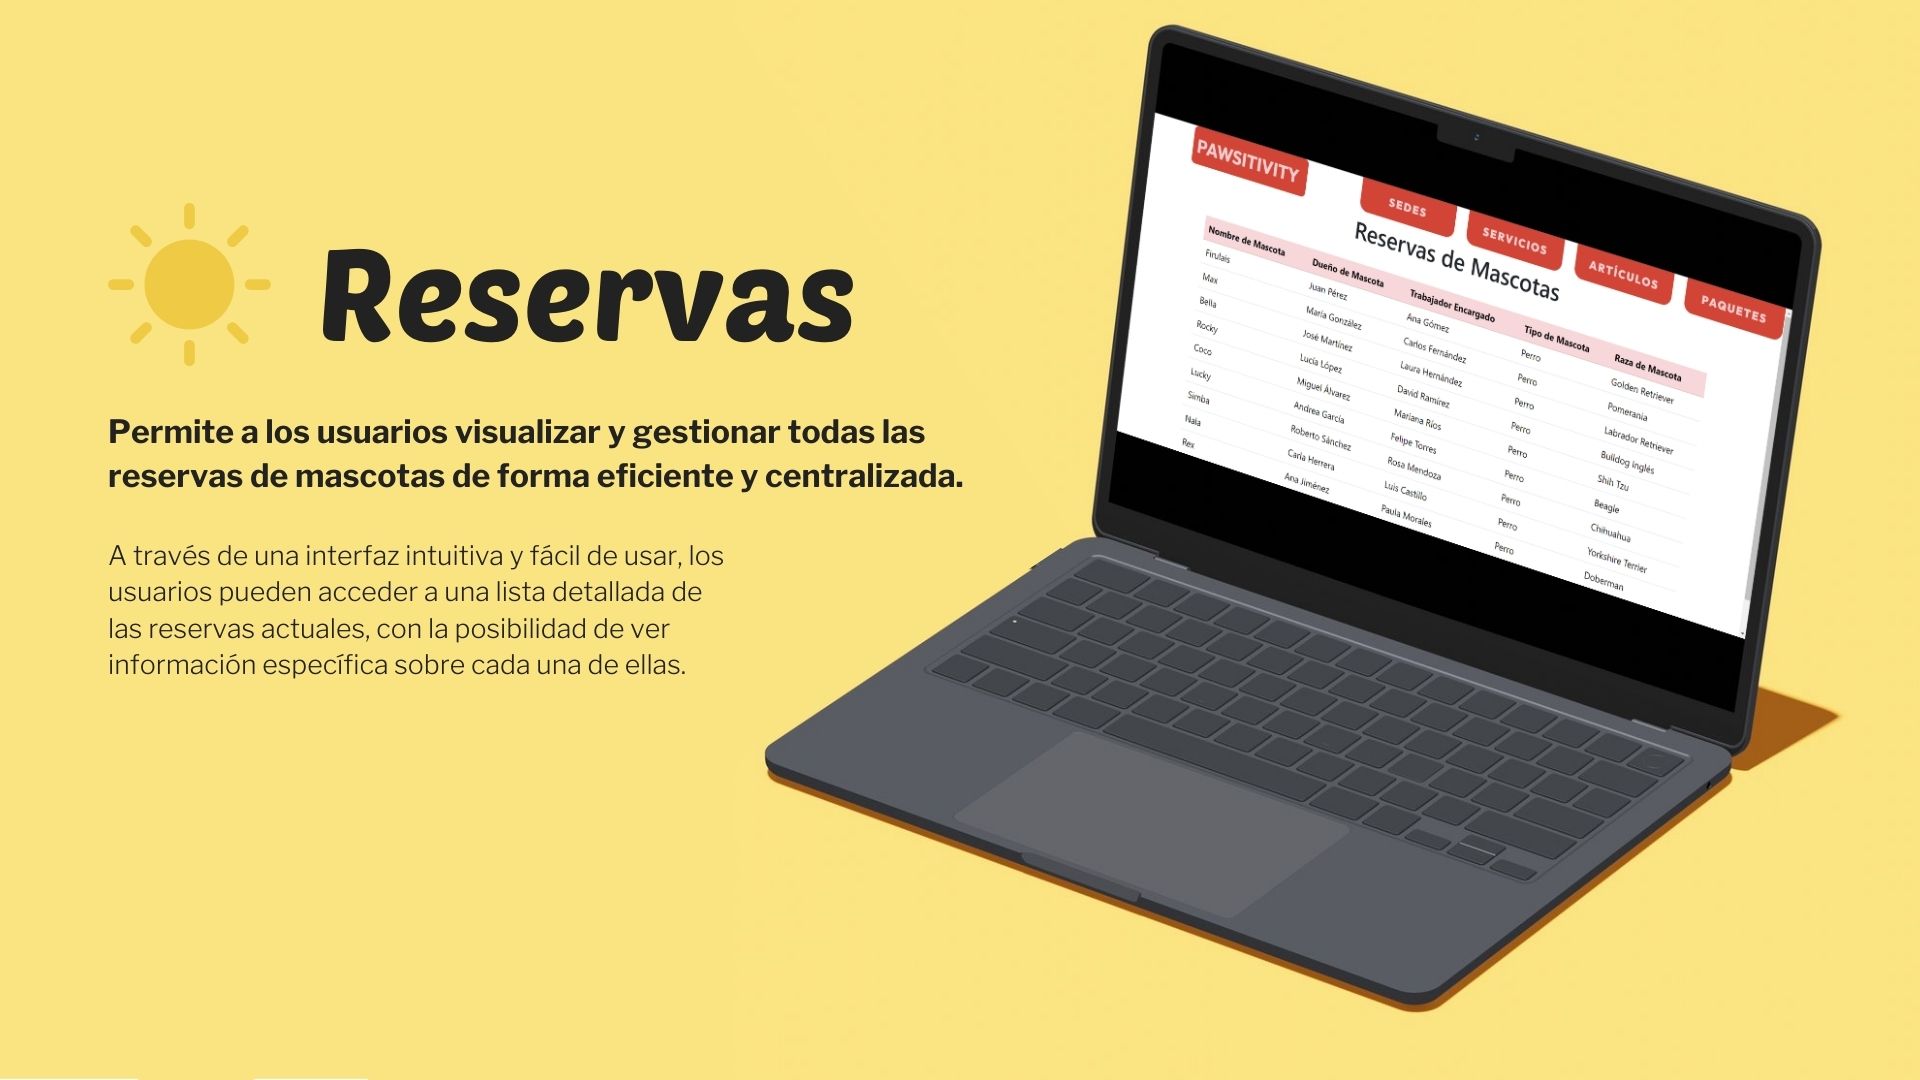 Reservas
Permite a los usuarios visualizar y gestionar todas las
reservas de mascotas de forma eficiente y centralizada.
A través de una interfaz intuitiva y fácil de usar, los
usuarios pueden acceder a una lista detallada de
las reservas actuales, con la posibilidad de ver
información específica sobre cada una de ellas.
PAWSITIVITY
SEDES
SERVICIOS
ARTÍCULOS
PAQUETES
Reservas de Mascotas
Nombre de Mascota Dueño de Mascota Trabajador Encargado Tipo de Mascota Raza de Mascota
Firulais Juan Pérez Ana Gómez Perro Golden Retriever
Max María González Carlos Fernández Perro Pomerania
Bella José Martínez Laura Hernández Perro Labrador Retriever
Rocky Lucía López David Ramírez Perro Bulldog Inglés
Coco Miguel Álvarez Mariana Ríos Perro Shih Tzu
Lucky Andrea García Felipe Torres Perro Beagle
Simba Roberto Sánchez Rosa Mendoza Perro Chihuahua
Nala Carla Herrera Luis Castillo Perro Yorkshire Terrier
Rex Ana Jiménez Paula Morales Perro Doberman